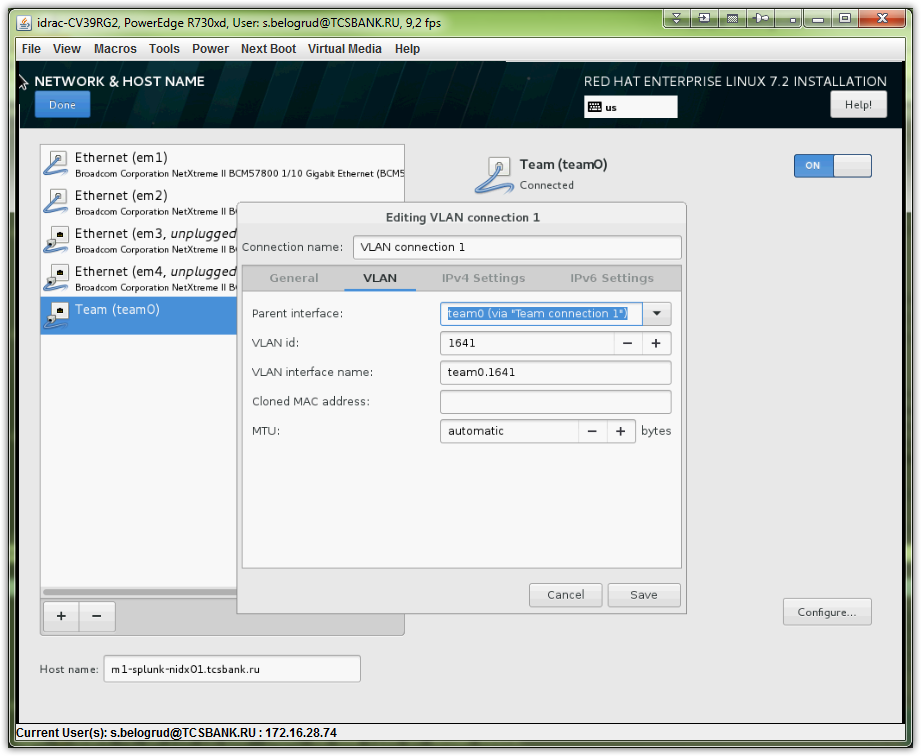 idrac-CV39RG2, PowerEdge R730xd, User: s.belogrud@TCSBANK.RU, 9,2 fps
File View Macros Tools Power Next Boot Virtual Media Help
NETWORK & HOST NAME
RED HAT ENTERPRISE LINUX 7.2 INSTALLATION
Done
us
Help!
Ethernet (em1)
Broadcom Corporation NetXtreme II BCM57800 1/10 Gigabit Ethernet (BCM5
Ethernet (em2)
Broadcom Corporation NetXtreme II B
Ethernet (em3, unplugged
Broadcom Corporation NetXtreme II B
Ethernet (em4, unplugged
Broadcom Corporation NetXtreme II B
Team (team0)
Team (team0)
Connected
ON
Editing VLAN connection 1
Connection name: VLAN connection 1
General VLAN IPv4 Settings IPv6 Settings
Parent interface: team0 (via "Team connection 1")
VLAN id: 1641 − +
VLAN interface name: team0.1641
Cloned MAC address:
MTU: automatic − + bytes
Cancel Save
+ −
Configure...
Host name: m1-splunk-nidx01.tcsbank.ru
Current User(s): s.belogrud@TCSBANK.RU : 172.16.28.74